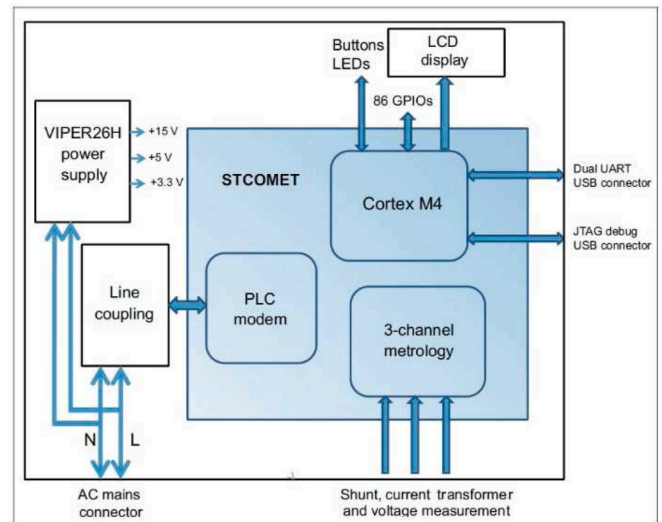 Buttons
LEDs
LCD
display
86 GPIOs
VIPER26H
power
supply
+15 V
+5 V
+3.3 V
STCOMET
Cortex M4
Dual UART
USB connector
JTAG debug
USB connector
Line
coupling
PLC
modem
3-channel
metrology
N
L
AC mains
connector
Shunt, current transformer
and voltage measurement